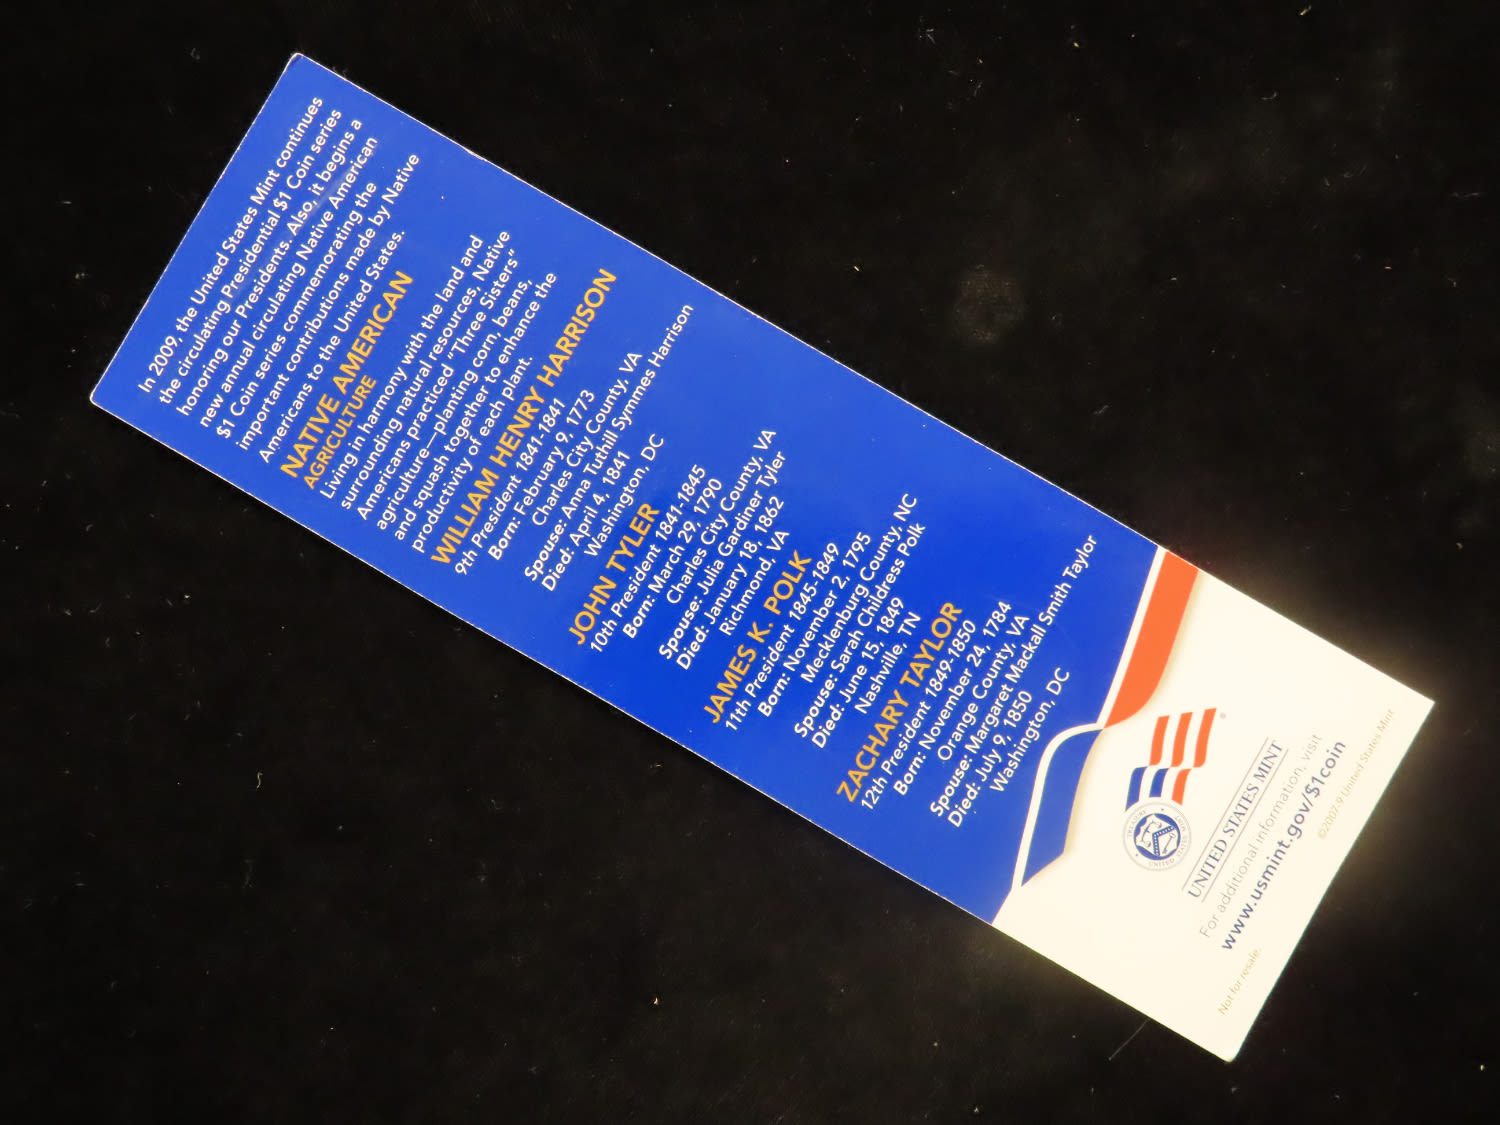 In 2009, the United States Mint continues
the circulating Presidential $1 Coin series
honoring our Presidents. Also, it begins a
new annual circulating Native American
$1 Coin series commemorating the
important contributions made by Native
Americans to the United States.
NATIVE AMERICAN
AGRICULTURE
Living in harmony with the land and
surrounding natural resources, Native
Americans practiced "Three Sisters"
agriculture—planting corn, beans,
and squash together to enhance the
productivity of each plant.
WILLIAM HENRY HARRISON
9th President 1841-1841
Born: February 9, 1773
Charles City County, VA
Spouse: Anna Tuthill Symmes Harrison
Died: April 4, 1841
Washington, DC
JOHN TYLER
10th President 1841-1845
Born: March 29, 1790
Charles City County, VA
Spouse: Julia Gardiner Tyler
Died: January 18, 1862
Richmond, VA
JAMES K. POLK
11th President 1845-1849
Born: November 2, 1795
Mecklenburg County, NC
Spouse: Sarah Childress Polk
Died: June 15, 1849
Nashville, TN
ZACHARY TAYLOR
12th President 1849-1850
Born: November 24, 1784
Orange County, VA
Spouse: Margaret Mackall Smith Taylor
Died: July 9, 1850
Washington, DC
®
TREASURY
UNITED STATES MINT
UNITED STATES MINT
For additional information, visit
www.usmint.gov/$1coin
Not for resale.
©2007-9 United States Mint